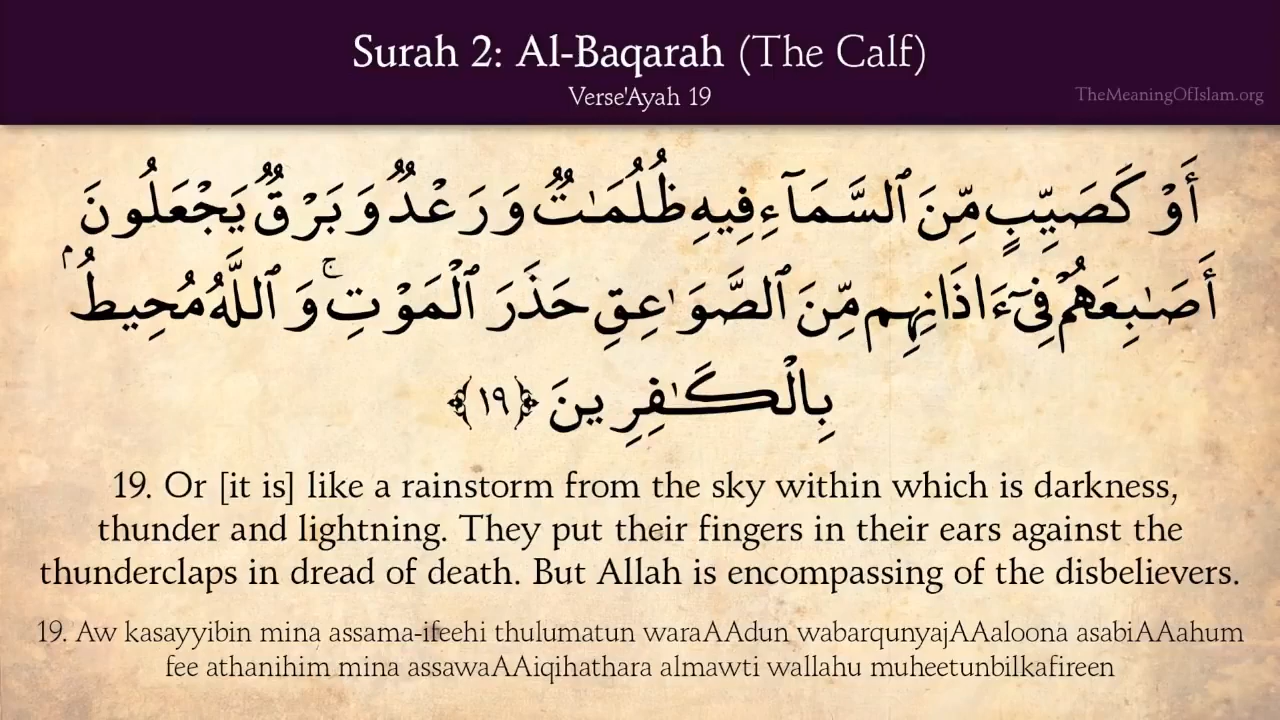 Surah 2: Al-Baqarah (The Calf)
Verse'Ayah 19
TheMeaningOfIslam.org
أَوْ كَصَيِّبٍ مِّنَ ٱلسَّمَآءِ فِيهِ ظُلُمَـٰتٌ وَرَعْدٌ وَبَرْقٌ يَجْعَلُونَ
أَصَـٰبِعَهُمْ فِىٓ ءَاذَانِهِم مِّنَ ٱلصَّوَٰعِقِ حَذَرَ ٱلْمَوْتِ ۚ وَٱللَّهُ مُحِيطٌۢ
بِالْكَـٰفِرِينَ ﴿١٩﴾
19. Or [it is] like a rainstorm from the sky within which is darkness,
thunder and lightning. They put their fingers in their ears against the
thunderclaps in dread of death. But Allah is encompassing of the disbelievers.
19. Aw kasayyibin mina assama-ifeehi thulumatun waraAAdun wabarqunyajAAaloona asabiAAahum
fee athanihim mina assawaAAiqihathara almawti wallahu muheetunbilkafireen